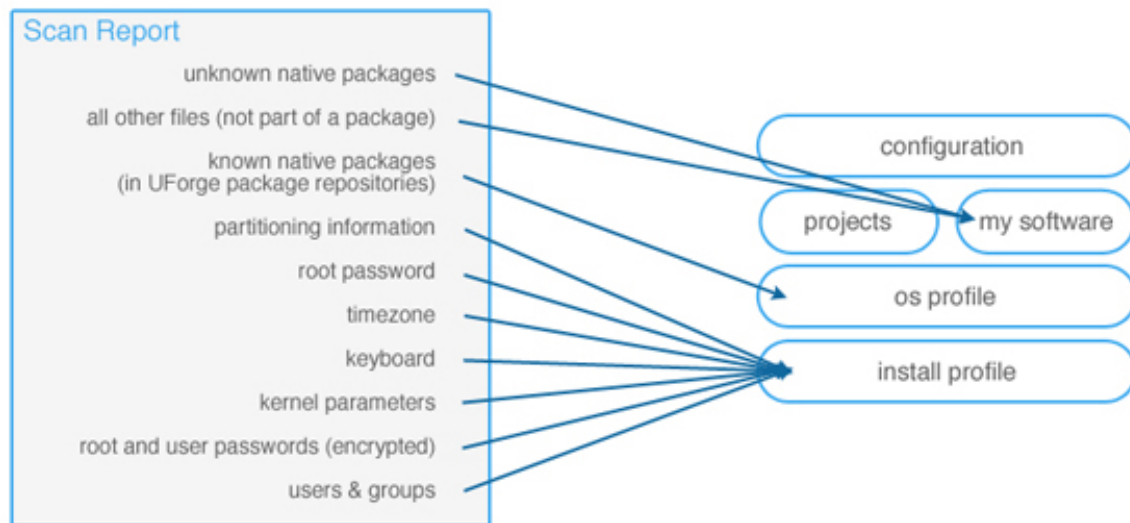 Scan Report
unknown native packages
all other files (not part of a package)
known native packages
(in UForge package repositories)
partitioning information
root password
timezone
keyboard
kernel parameters
root and user passwords (encrypted)
users & groups
configuration
projects
my software
os profile
install profile